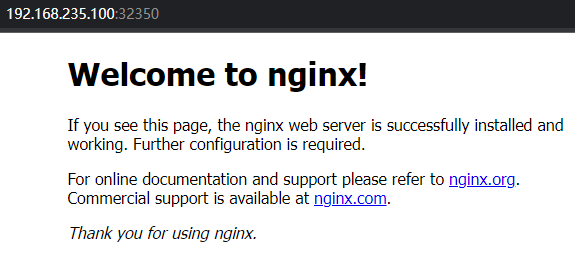 192.168.235.100:32350
Welcome to nginx!
If you see this page, the nginx web server is successfully installed and
working. Further configuration is required.
For online documentation and support please refer to nginx.org.
Commercial support is available at nginx.com.
Thank you for using nginx.